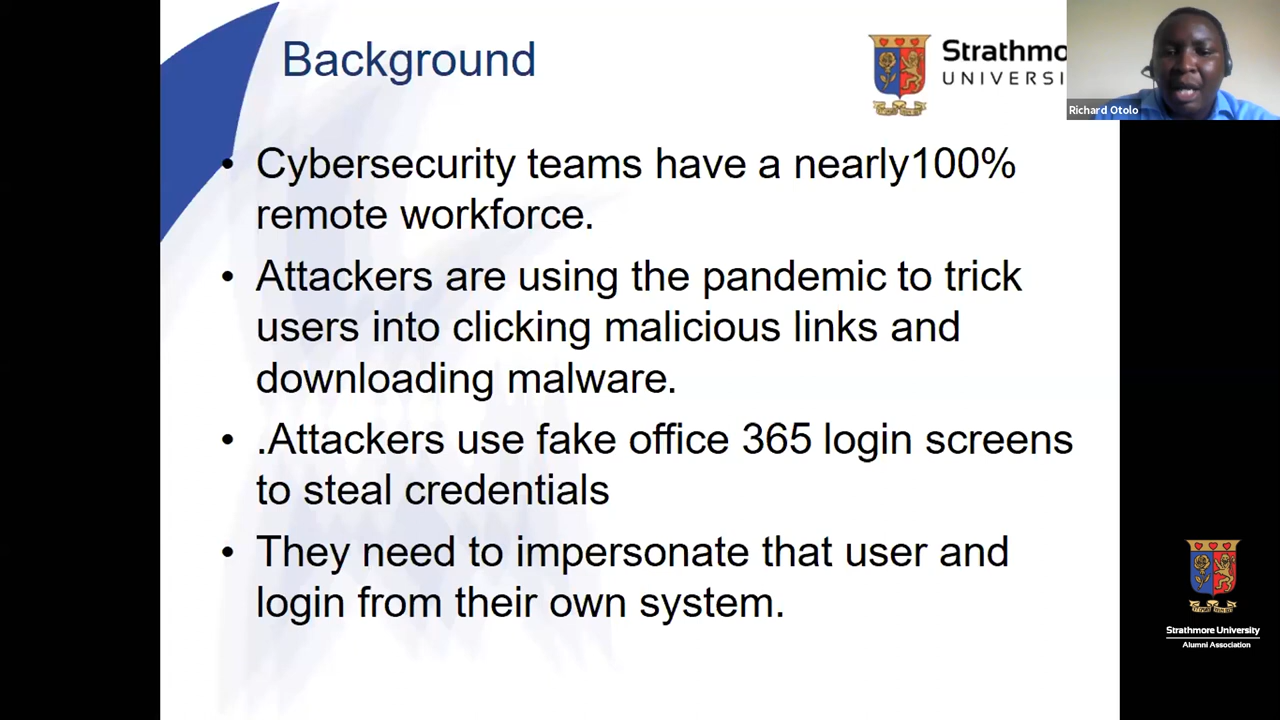 Background
Strathmo
UNIVERSI
Richard Otolo
• Cybersecurity teams have a nearly100%
remote workforce.
• Attackers are using the pandemic to trick
users into clicking malicious links and
downloading malware.
• .Attackers use fake office 365 login screens
to steal credentials
• They need to impersonate that user and
login from their own system.
Strathmore University
Alumni Association